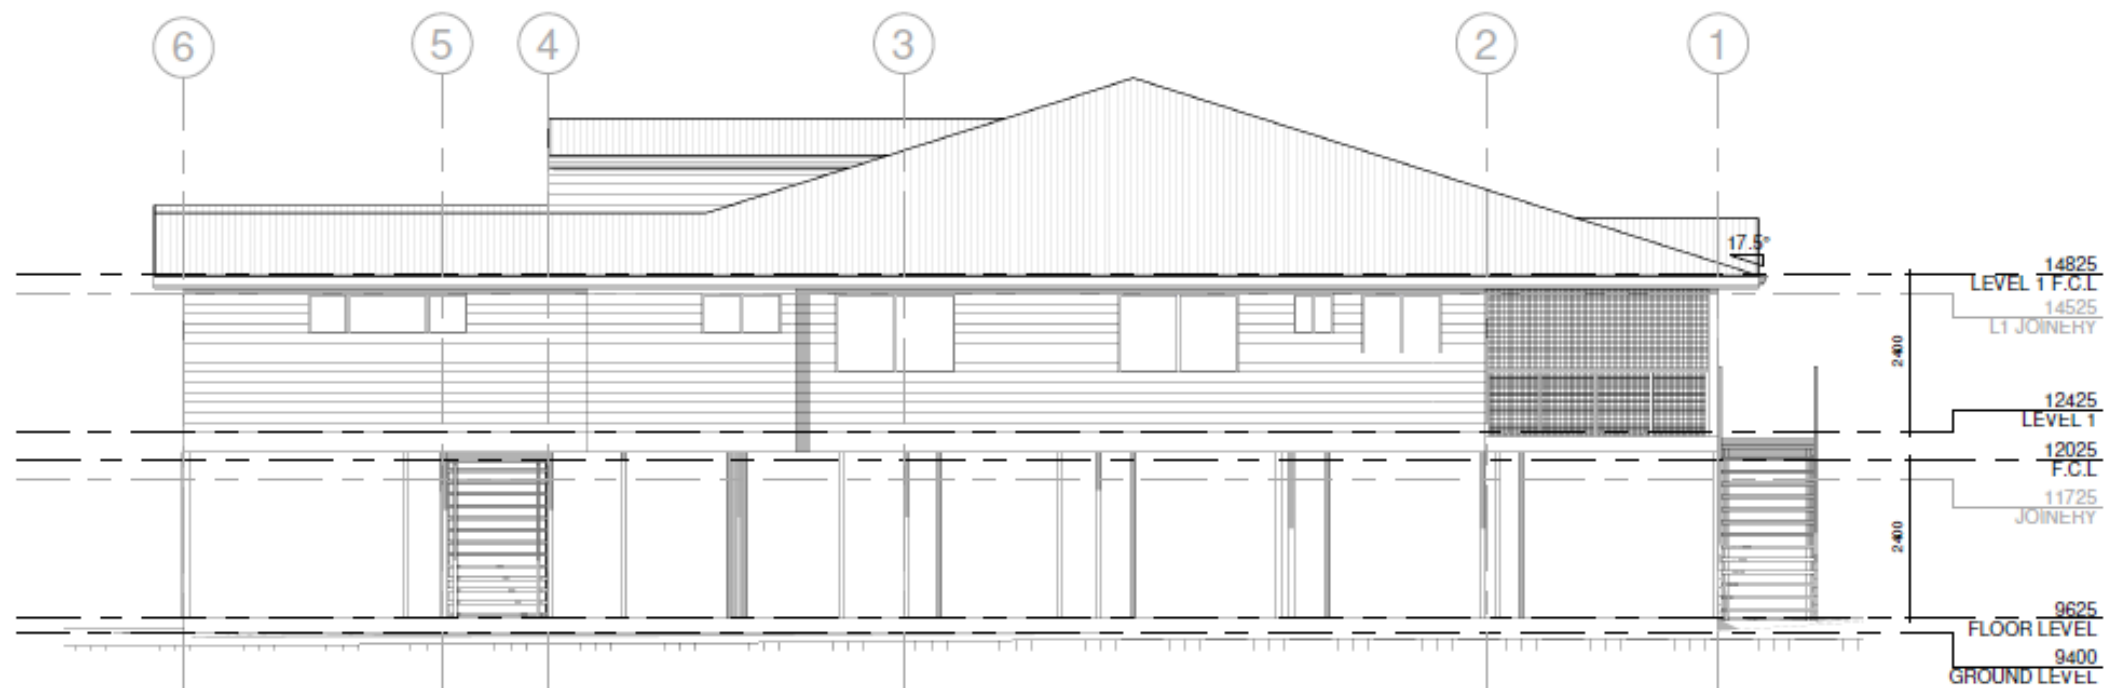 6 5 4 3 2 1
17.5°
14825
LEVEL 1 F.C.L
14525
L1 JOINERY
2400
12425
LEVEL 1
12025
F.C.L
11725
JOINERY
2400
9625
FLOOR LEVEL
9400
GROUND LEVEL